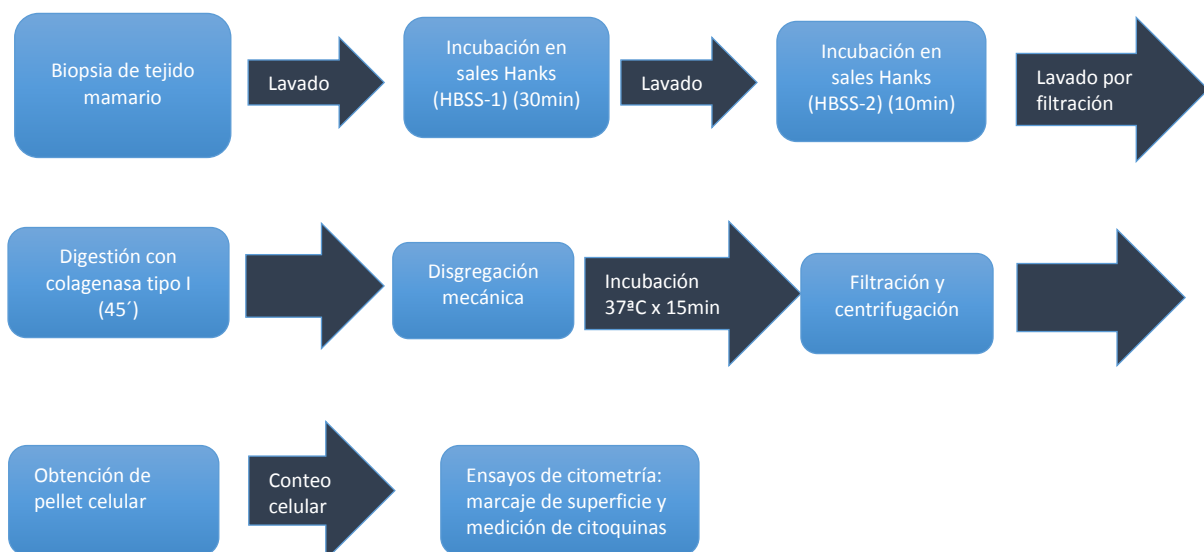 Biopsia de tejido
mamario
Lavado
Incubación en
sales Hanks
(HBSS-1) (30min)
Lavado
Incubación en
sales Hanks
(HBSS-2) (10min)
Lavado por
filtración
Digestión con
colagenasa tipo I
(45´)
Disgregación
mecánica
Incubación
37ªC x 15min
Filtración y
centrifugación
Obtención de
pellet celular
Conteo
celular
Ensayos de citometría:
marcaje de superficie y
medición de citoquinas